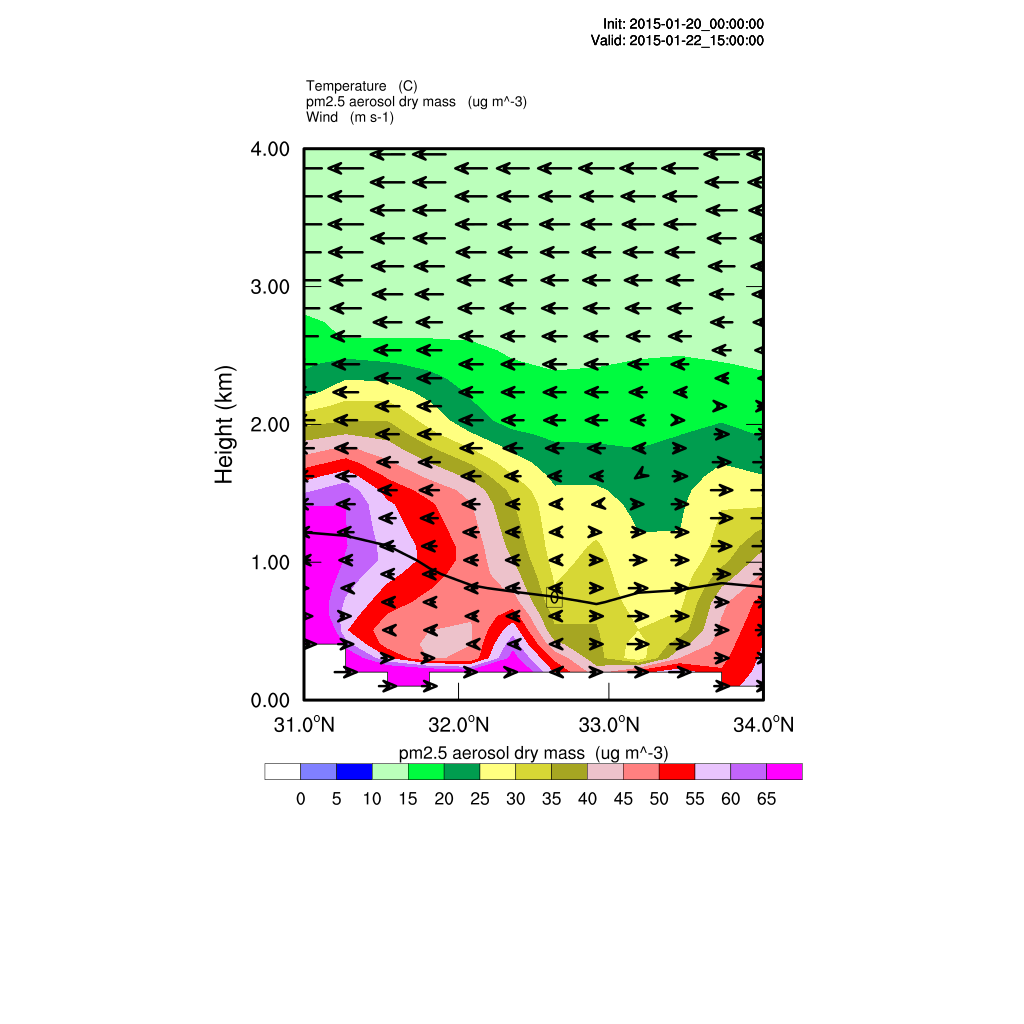 Init: 2015-01-20_00:00:00
Valid: 2015-01-22_15:00:00
Temperature (C)
pm2.5 aerosol dry mass (ug m^-3)
Wind (m s-1)
4.00
3.00
2.00
1.00
0.00
Height (km)
31.0°N 32.0°N 33.0°N 34.0°N
pm2.5 aerosol dry mass (ug m^-3)
0 5 10 15 20 25 30 35 40 45 50 55 60 65